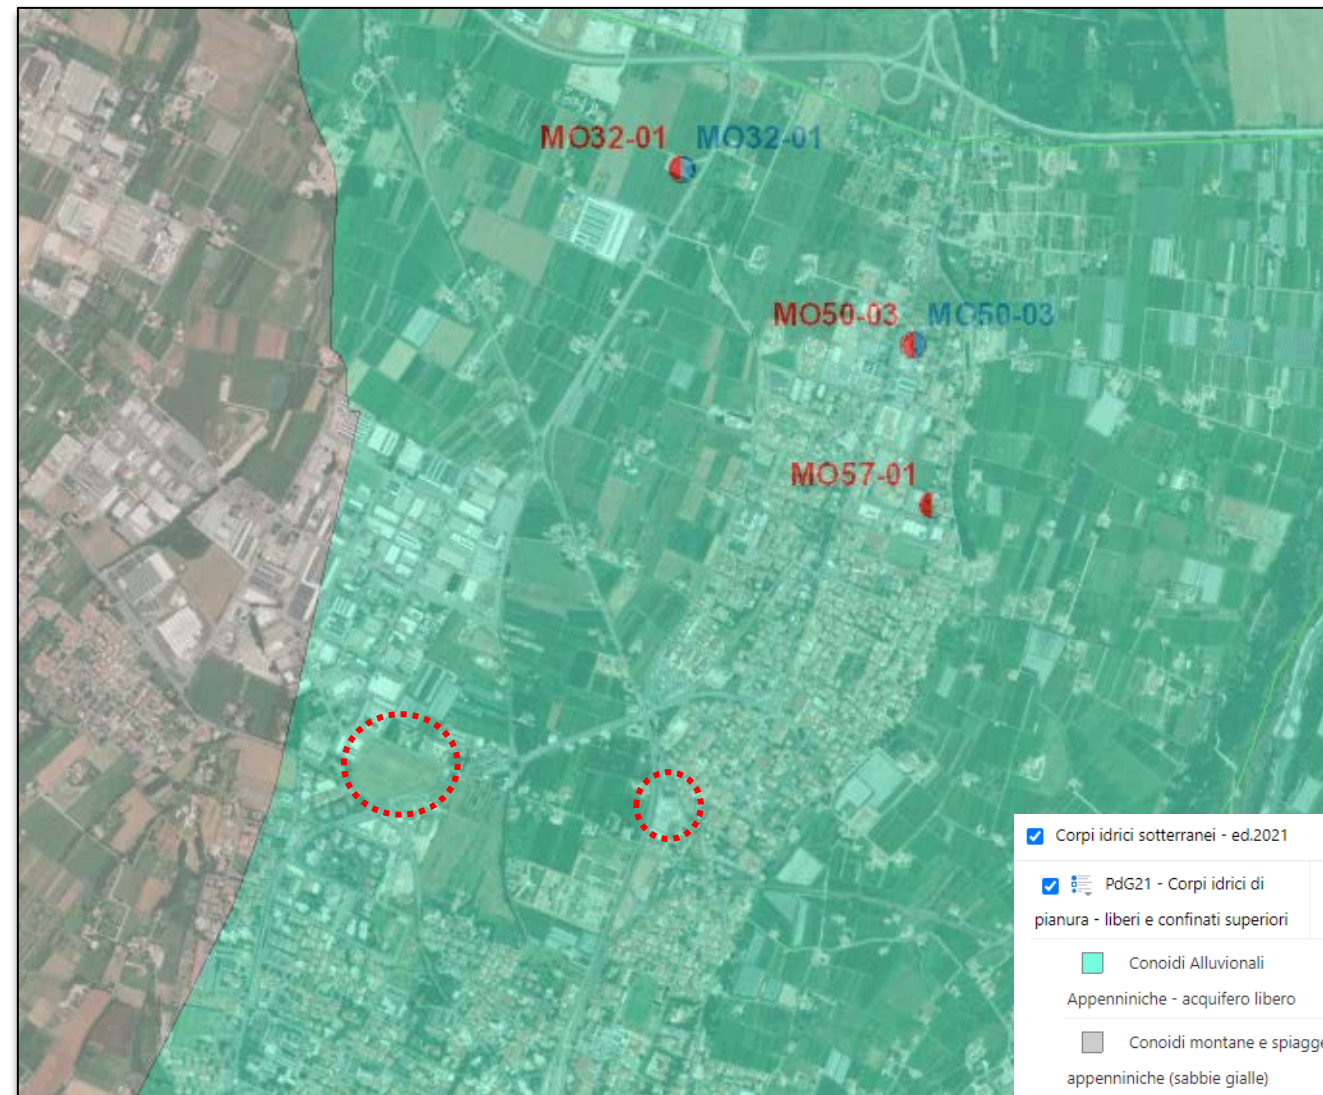 MO32-01 MO32-01
MO50-03 MO50-03
MO57-01
Corpi idrici sotterranei - ed.2021
PdG21 - Corpi idrici di
pianura - liberi e confinati superiori
Conoidi Alluvionali
Appenniniche - acquifero libero
Conoidi montane e spiagge
appenniniche (sabbie gialle)